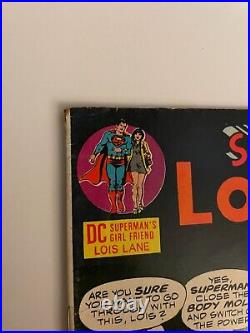 S
LO
DC SUPERMAN'S
GIRL FRIEND
LOIS LANE
ARE YOU SURE
YOU TO GO
THROUGH WITH
THIS, LOIS?
YES,
SUPERMAN
CLOSE THE
BODY MOL
AND SWITCH
THE POWER